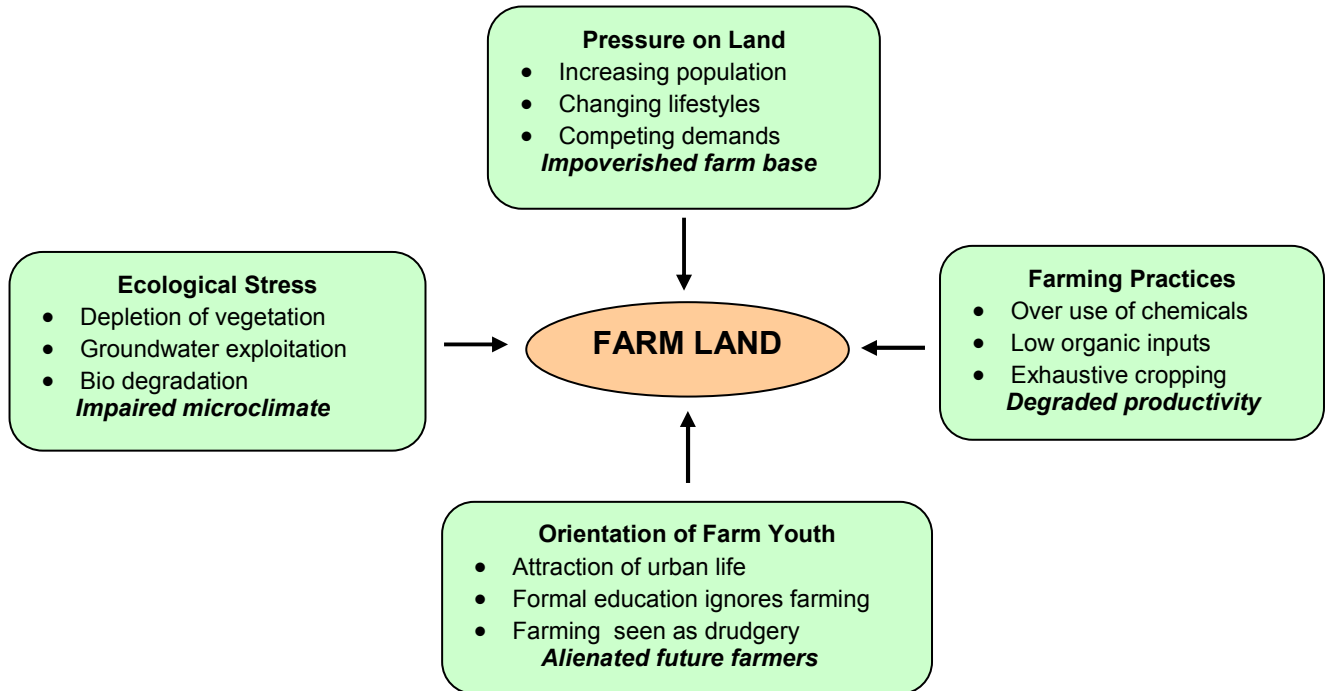 Pressure on Land
• Increasing population
• Changing lifestyles
• Competing demands
Impoverished farm base
Ecological Stress
• Depletion of vegetation
• Groundwater exploitation
• Bio degradation
Impaired microclimate
FARM LAND
Farming Practices
• Over use of chemicals
• Low organic inputs
• Exhaustive cropping
Degraded productivity
Orientation of Farm Youth
• Attraction of urban life
• Formal education ignores farming
• Farming seen as drudgery
Alienated future farmers